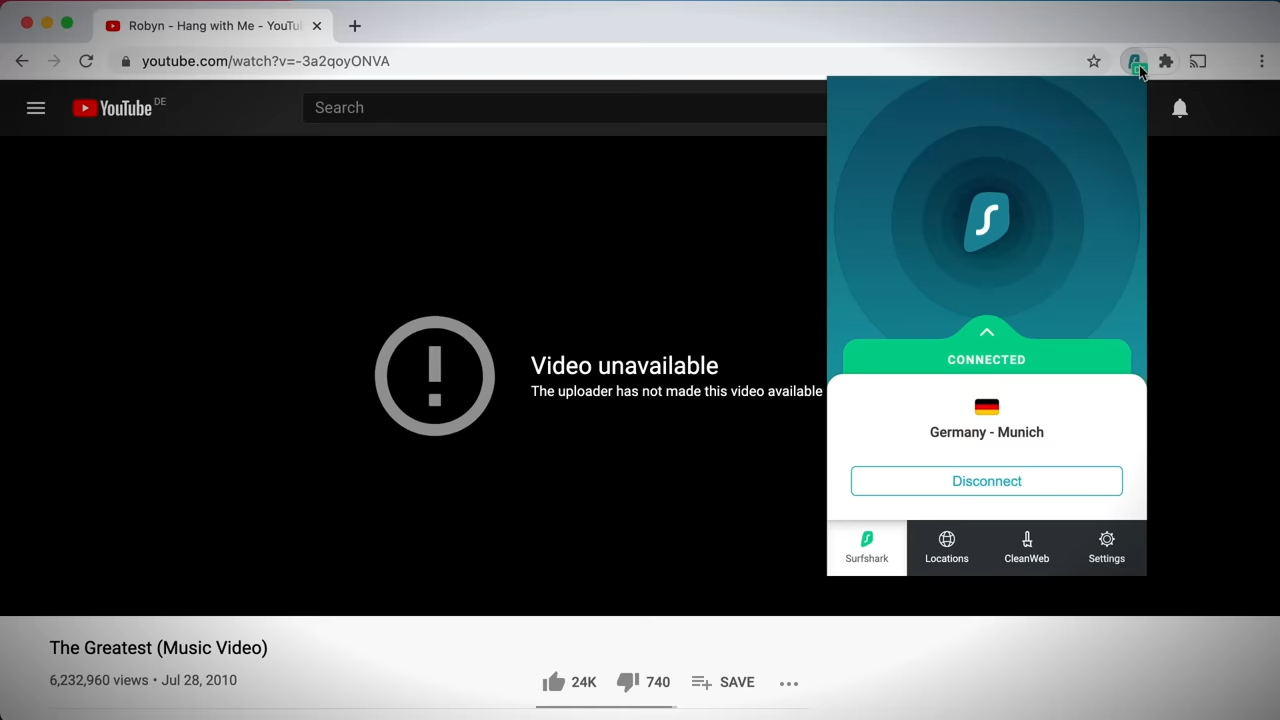 Robyn - Hang with Me - YouTu
youtube.com/watch?v=-3a2qoyONVA
YouTube DE
Search
Video unavailable
The uploader has not made this video available
CONNECTED
Germany - Munich
Disconnect
Surfshark
Locations
CleanWeb
Settings
The Greatest (Music Video)
6,232,960 views • Jul 28, 2010
24K
740
SAVE